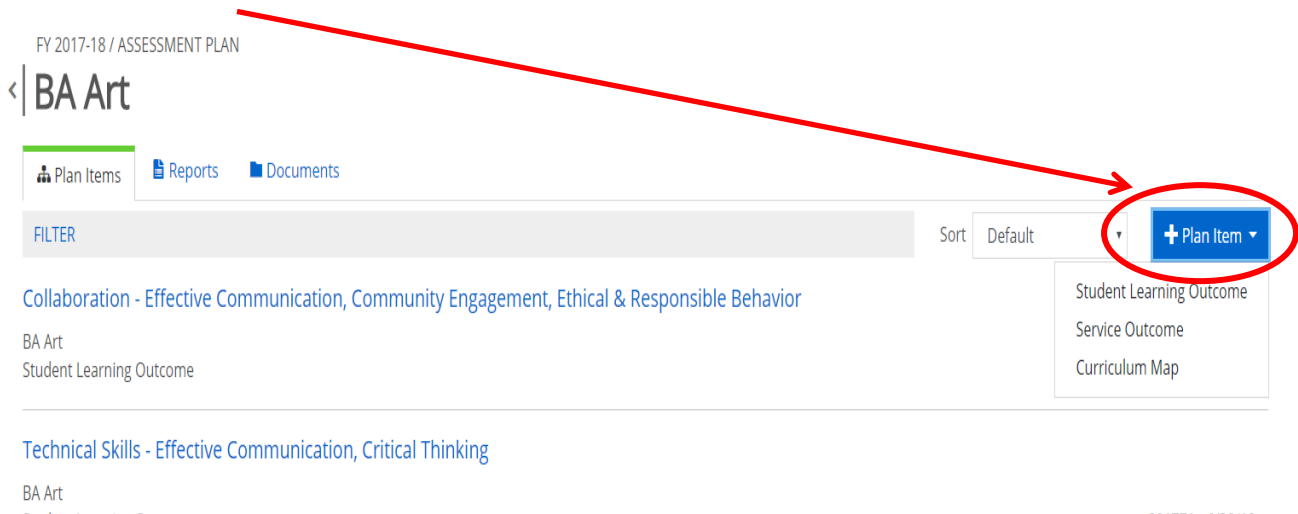 FY 2017-18 / ASSESSMENT PLAN
BA Art
Plan Items Reports Documents
FILTER Sort Default + Plan Item
Student Learning Outcome
Service Outcome
Curriculum Map
Collaboration - Effective Communication, Community Engagement, Ethical & Responsible Behavior
BA Art
Student Learning Outcome
Technical Skills - Effective Communication, Critical Thinking
BA Art